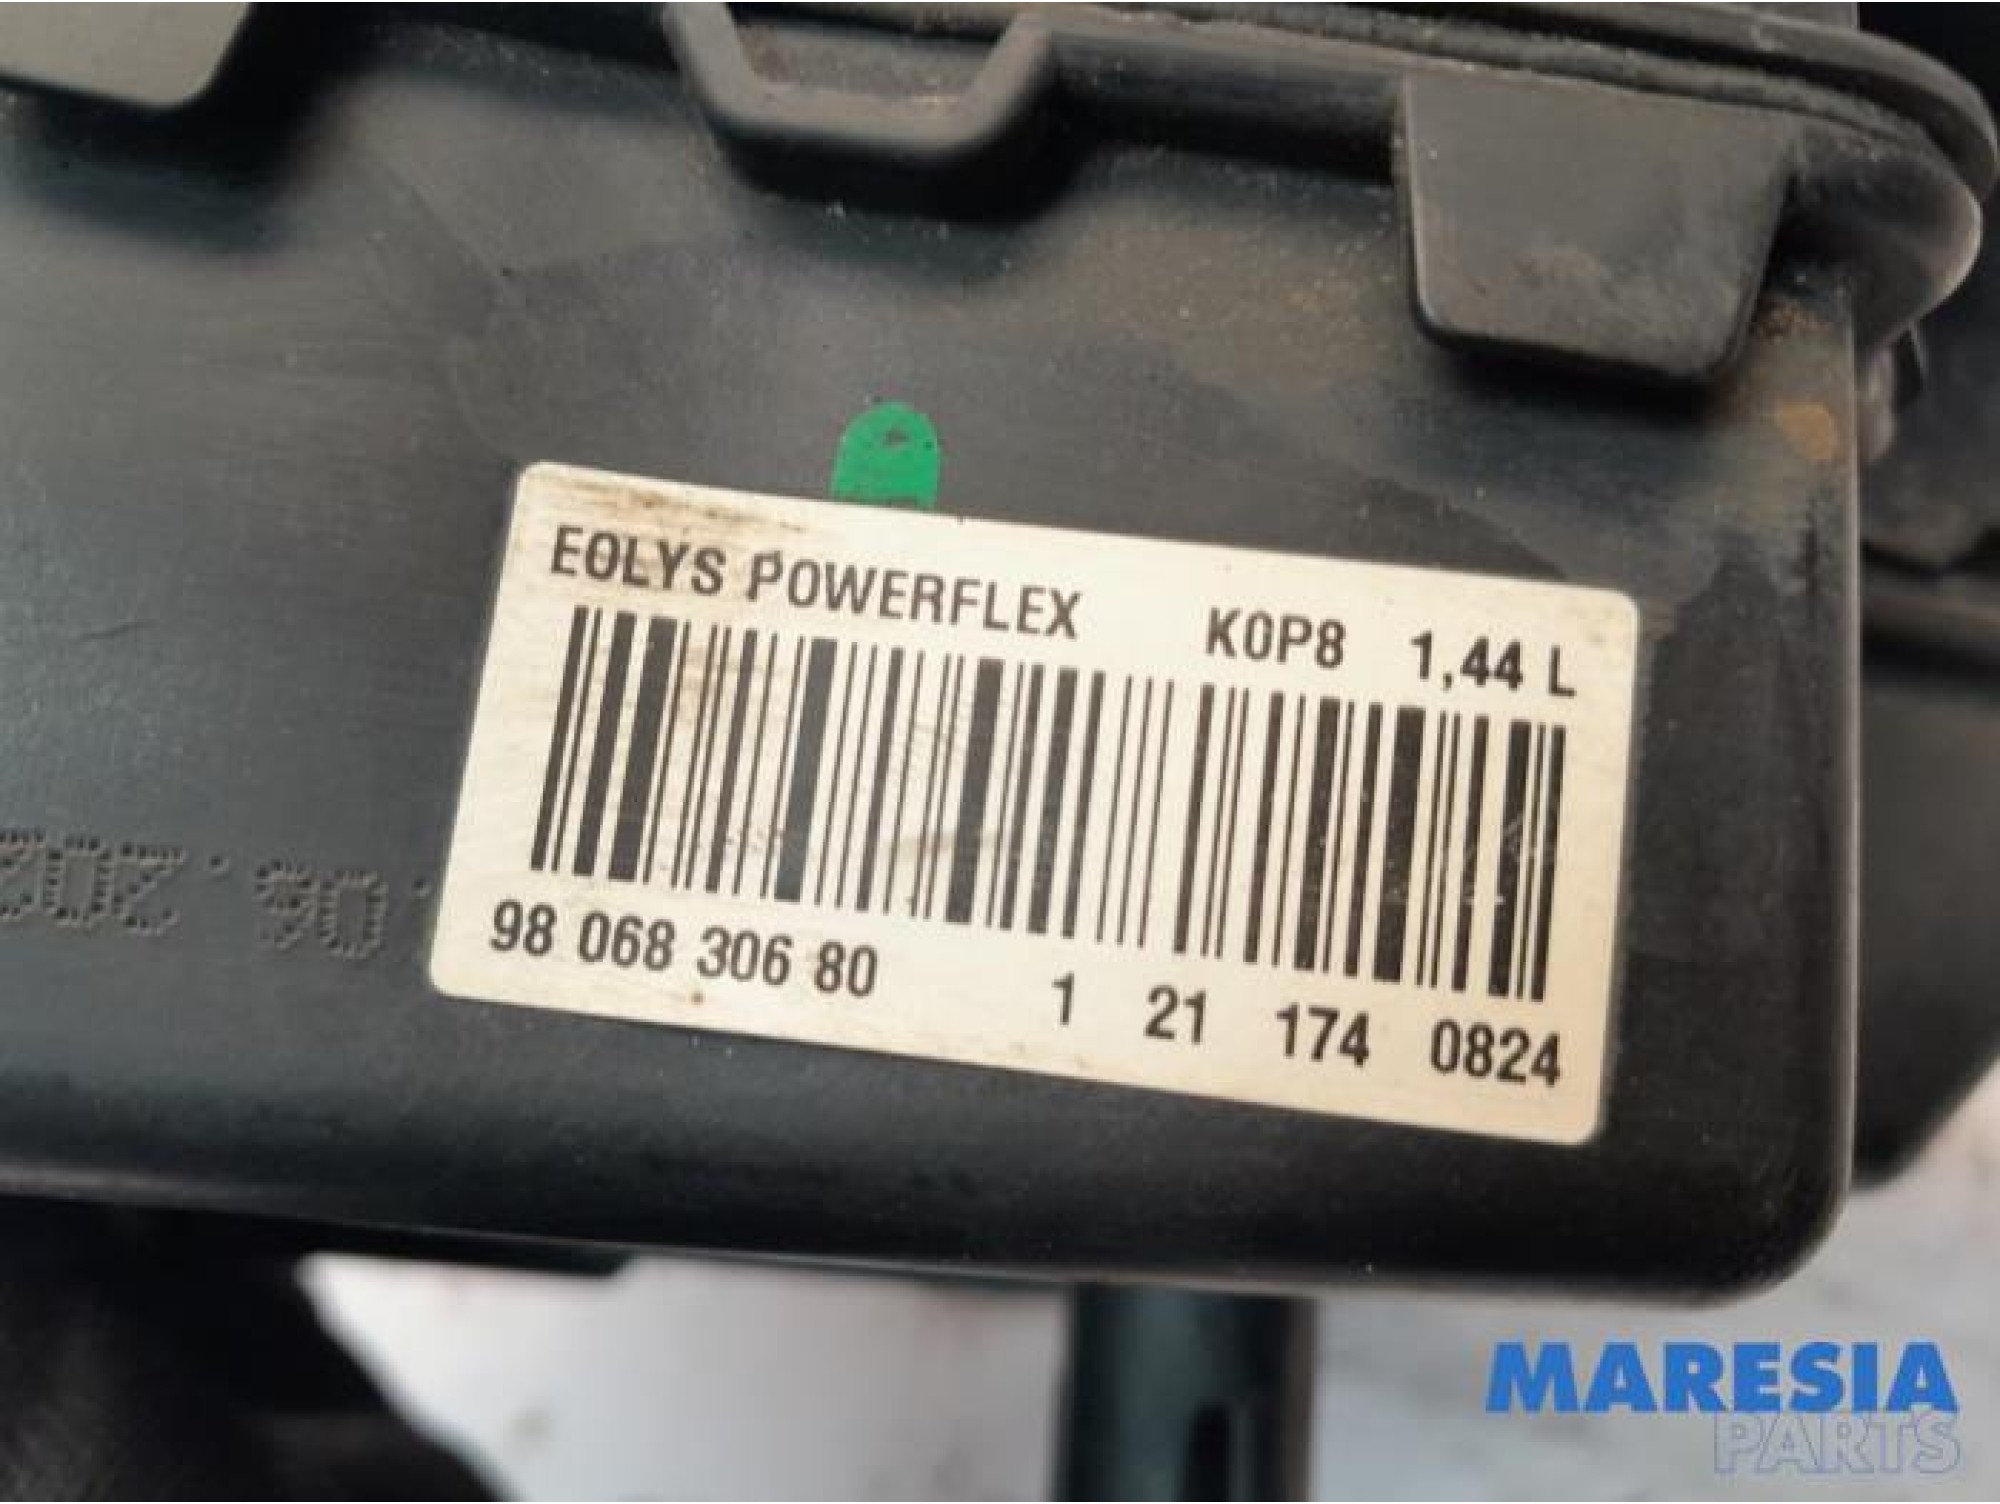 EOLYS POWERFLEX K0P8 1,44 L
98 068 306 80 1 21 174 0824
MARESIA
PARTS